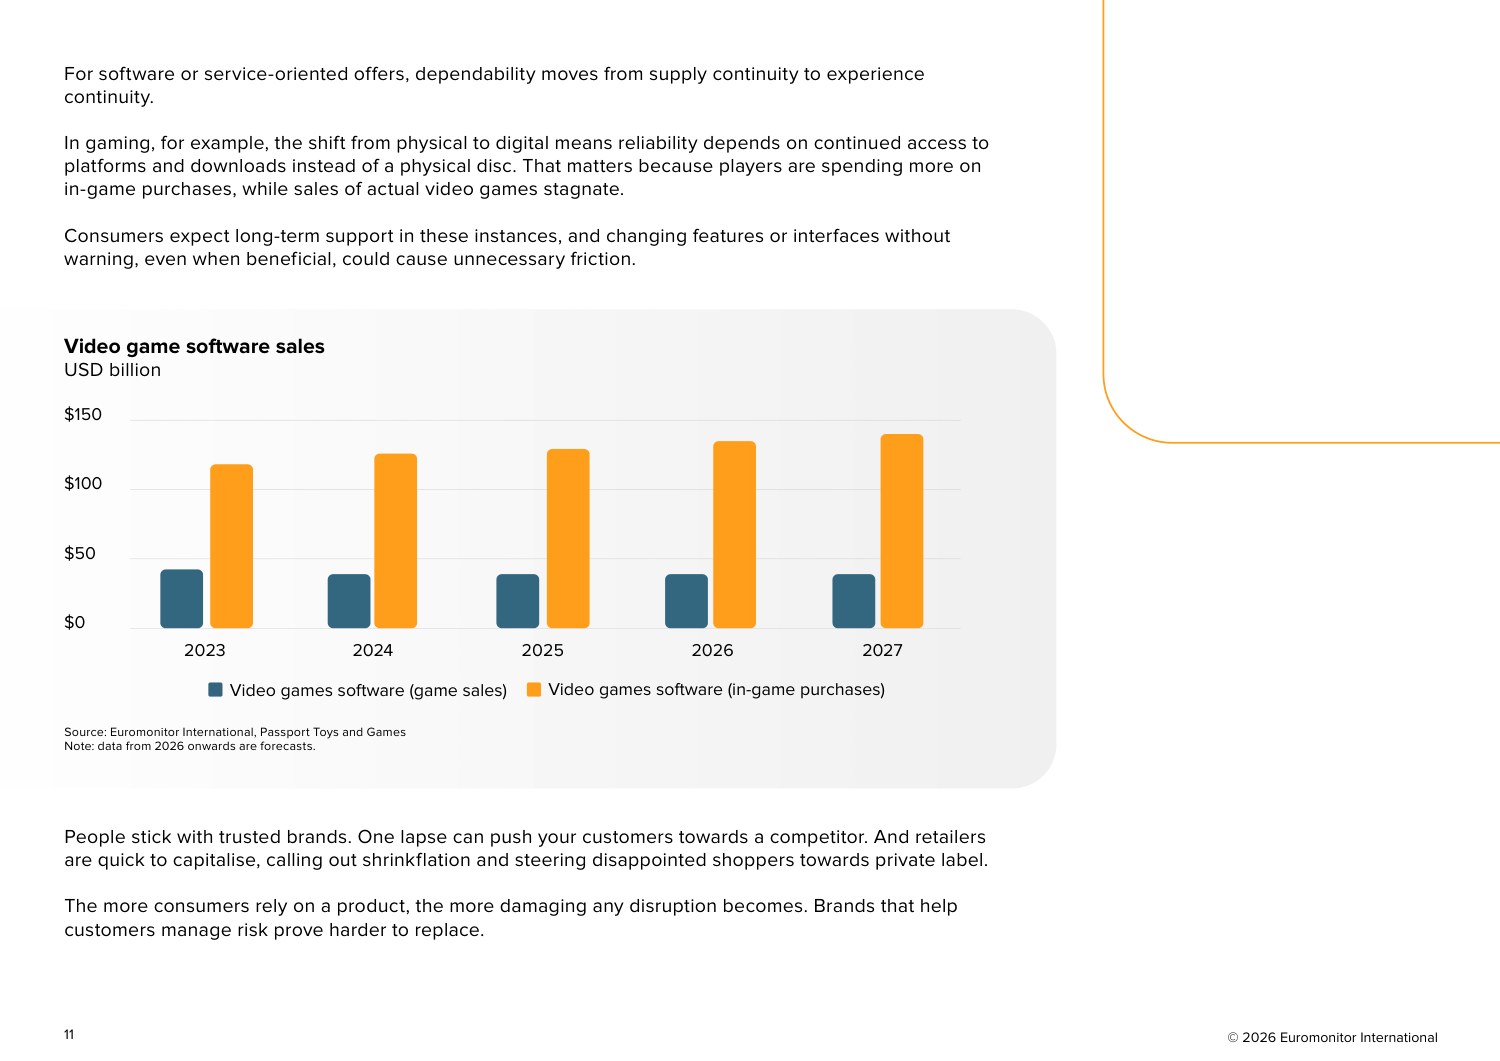 For software or service-oriented offers, dependability moves from supply continuity to experience
continuity.
In gaming, for example, the shift from physical to digital means reliability depends on continued access to
platforms and downloads instead of a physical disc. That matters because players are spending more on
in-game purchases, while sales of actual video games stagnate.
Consumers expect long-term support in these instances, and changing features or interfaces without
warning, even when beneficial, could cause unnecessary friction.
Video game software sales
USD billion
$150
$100
$50
$0
2023 2024 2025 2026 2027
Video games software (game sales) Video games software (in-game purchases)
Source: Euromonitor International, Passport Toys and Games
Note: data from 2026 onwards are forecasts.
People stick with trusted brands. One lapse can push your customers towards a competitor. And retailers
are quick to capitalise, calling out shrinkflation and steering disappointed shoppers towards private label.
The more consumers rely on a product, the more damaging any disruption becomes. Brands that help
customers manage risk prove harder to replace.
11
© 2026 Euromonitor International